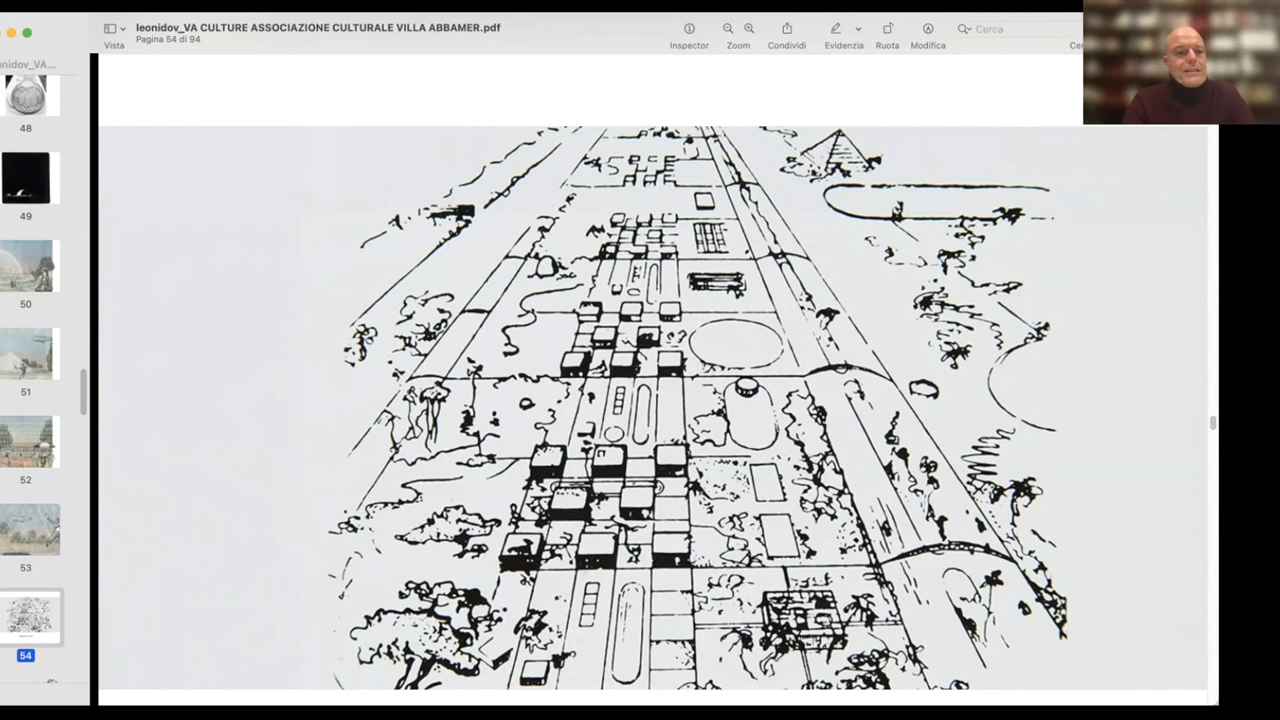 leonidov_VA CULTURE ASSOCIAZIONE CULTURALE VILLA ABBAMER.pdf
Pagina 54 di 94
Vista
Inspector
Zoom
Condividi
Evidenzia
Ruota
Modifica
Cerca
48
49
50
51
52
53
54